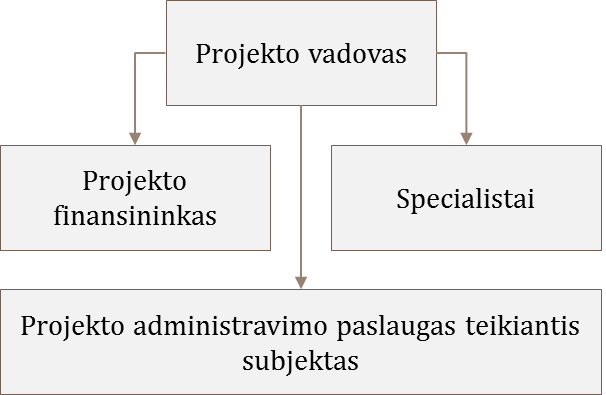 Projekto vadovas
Projekto
finansininkas
Specialistai
Projekto administravimo paslaugas teikiantis
subjektas